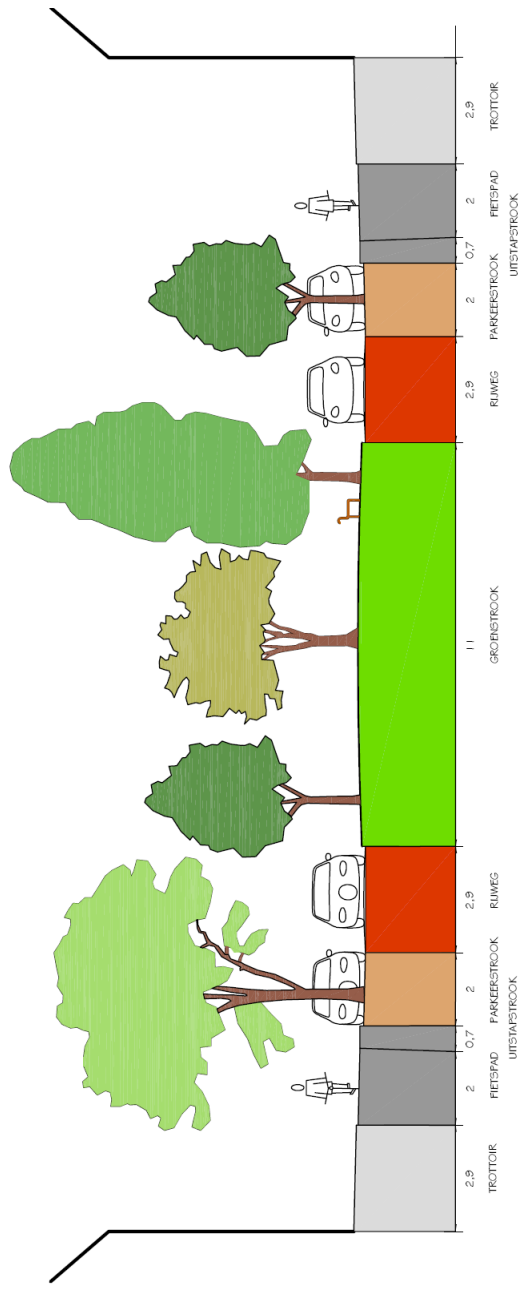 2,9 2 0,7 2 2,9 11 2,9 2 0,7 2 2,9
TROTTOIR FIETSPAD PARKEERSTROOK RIJWEG GROENSTROOK RIJWEG PARKEERSTROOK FIETSPAD TROTTOIR
UITSTAPSTROOK UITSTAPSTROOK